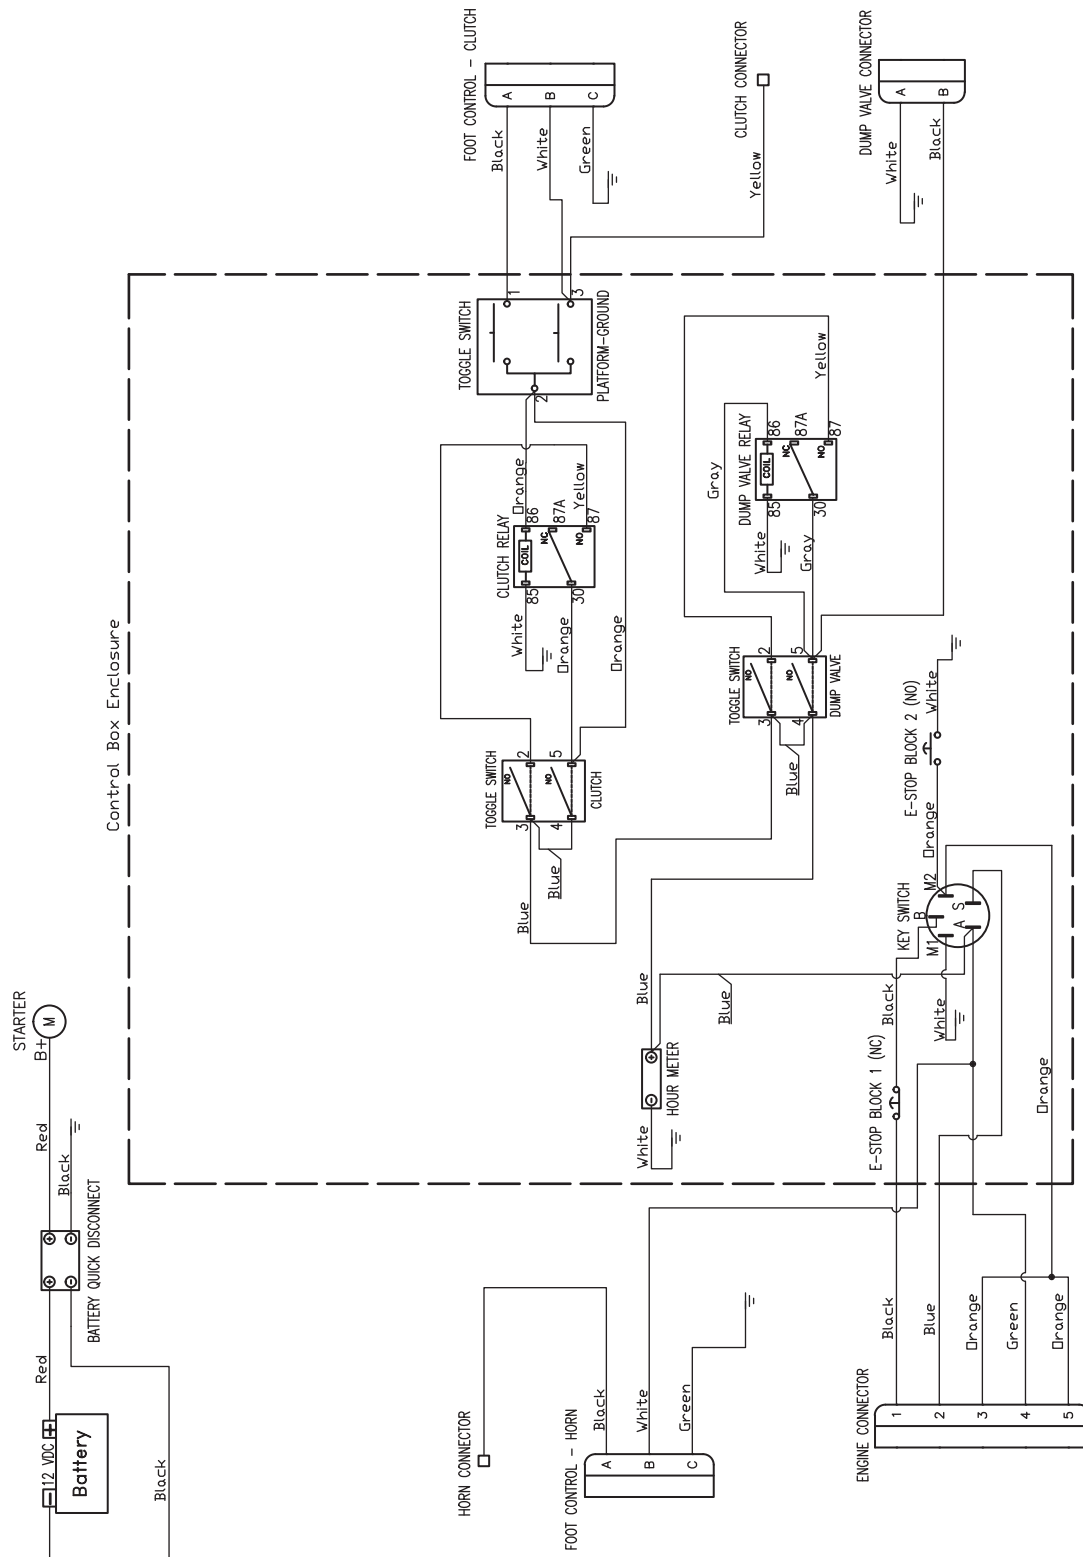 STARTER
M
B+
Red
Black
BATTERY QUICK DISCONNECT
Red
12 VDC
Battery
Black
Control Box Enclosure
FOOT CONTROL - CLUTCH
A
B
C
Black
White
Green
CLUTCH CONNECTOR
Yellow
DUMP VALVE CONNECTOR
A
B
White
Black
TOGGLE SWITCH
1
3
2
PLATFORM-GROUND
CLUTCH RELAY
Orange
86
87A
Yellow
87
COIL
NC
NO
85
30
White
Orange
Orange
TOGGLE SWITCH
2
5
NO
NO
3
4
CLUTCH
Blue
Blue
DUMP VALVE RELAY
Gray
86
87A
87
Yellow
COIL
NC
NO
85
30
White
Gray
TOGGLE SWITCH
2
5
NO
NO
3
4
DUMP VALVE
Blue
E-STOP BLOCK 2 (NO)
White
Orange
KEY SWITCH
M2
B
S
A
M1
Black
White
Blue
Blue
HOUR METER
White
E-STOP BLOCK 1 (NC)
Orange
HORN CONNECTOR
FOOT CONTROL - HORN
A
B
C
Black
White
Green
ENGINE CONNECTOR
1
2
3
4
5
Black
Blue
Orange
Green
Orange